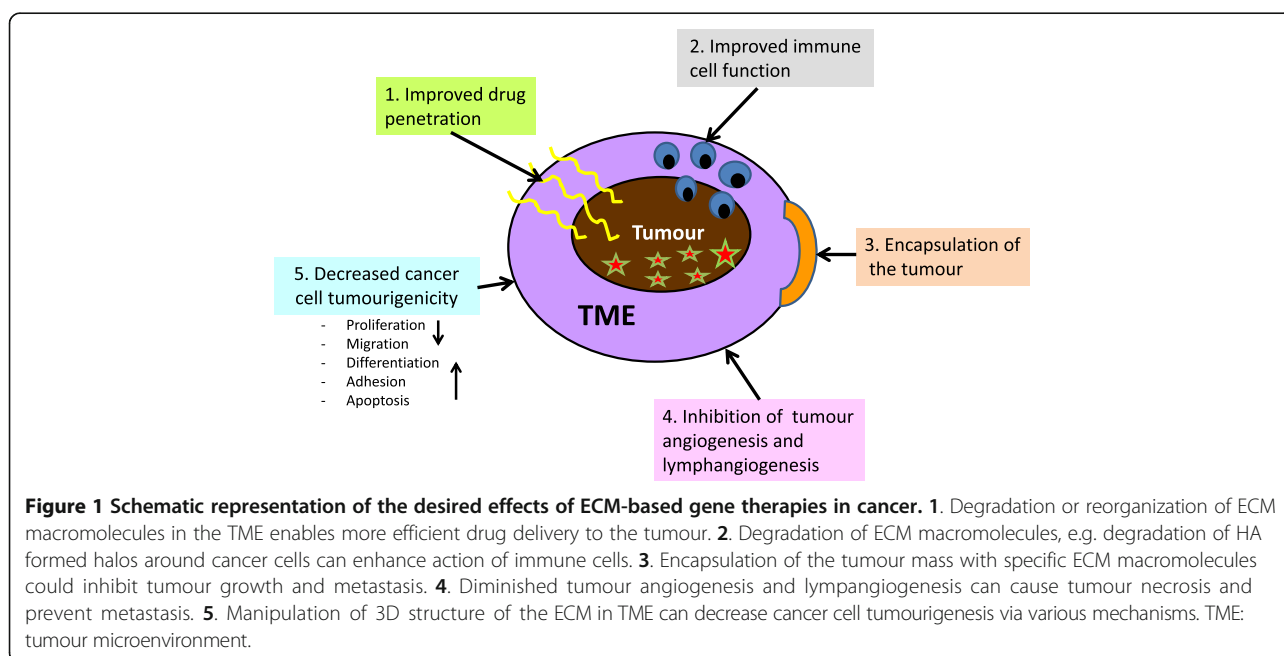 2. Improved immune
cell function
1. Improved drug
penetration
Tumour
3. Encapsulation of
the tumour
5. Decreased cancer
cell tumourigenicity
TME
- Proliferation
- Migration
- Differentiation
- Adhesion
- Apoptosis
4. Inhibition of tumour
angiogenesis and
lymphangiogenesis
Figure 1 Schematic representation of the desired effects of ECM-based gene therapies in cancer. 1. Degradation or reorganization of ECM
macromolecules in the TME enables more efficient drug delivery to the tumour. 2. Degradation of ECM macromolecules, e.g. degradation of HA
formed halos around cancer cells can enhance action of immune cells. 3. Encapsulation of the tumour mass with specific ECM macromolecules
could inhibit tumour growth and metastasis. 4. Diminished tumour angiogenesis and lympangiogenesis can cause tumour necrosis and
prevent metastasis. 5. Manipulation of 3D structure of the ECM in TME can decrease cancer cell tumourigenesis via various mechanisms. TME:
tumour microenvironment.